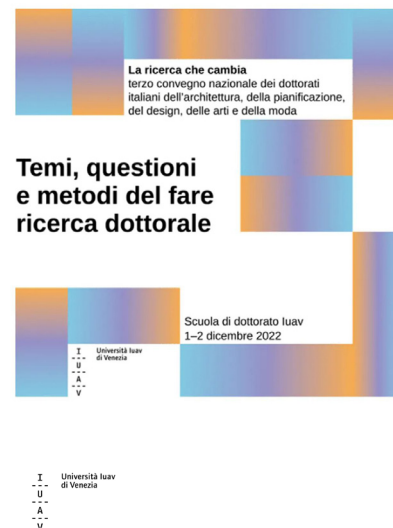 La ricerca che cambia
terzo convegno nazionale dei dottorati
italiani dell'architettura, della pianificazione,
del design, delle arti e della moda
Temi, questioni
e metodi del fare
ricerca dottorale
Scuola di dottorato Iuav
1–2 dicembre 2022
I
---
U
---
A
---
V
Università Iuav
di Venezia
I
---
U
---
A
---
V
Università Iuav
di Venezia